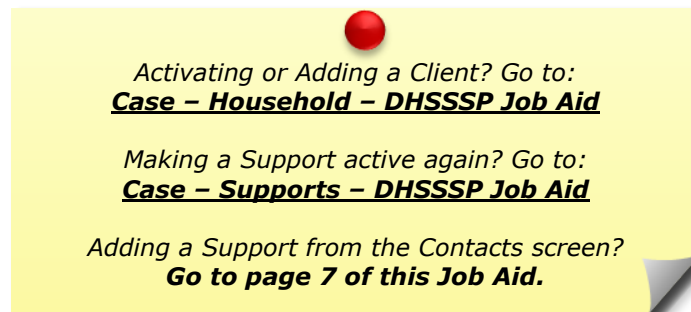 Activating or Adding a Client? Go to:
Case – Household – DHSSSP Job Aid
Making a Support active again? Go to:
Case – Supports – DHSSSP Job Aid
Adding a Support from the Contacts screen?
Go to page 7 of this Job Aid.